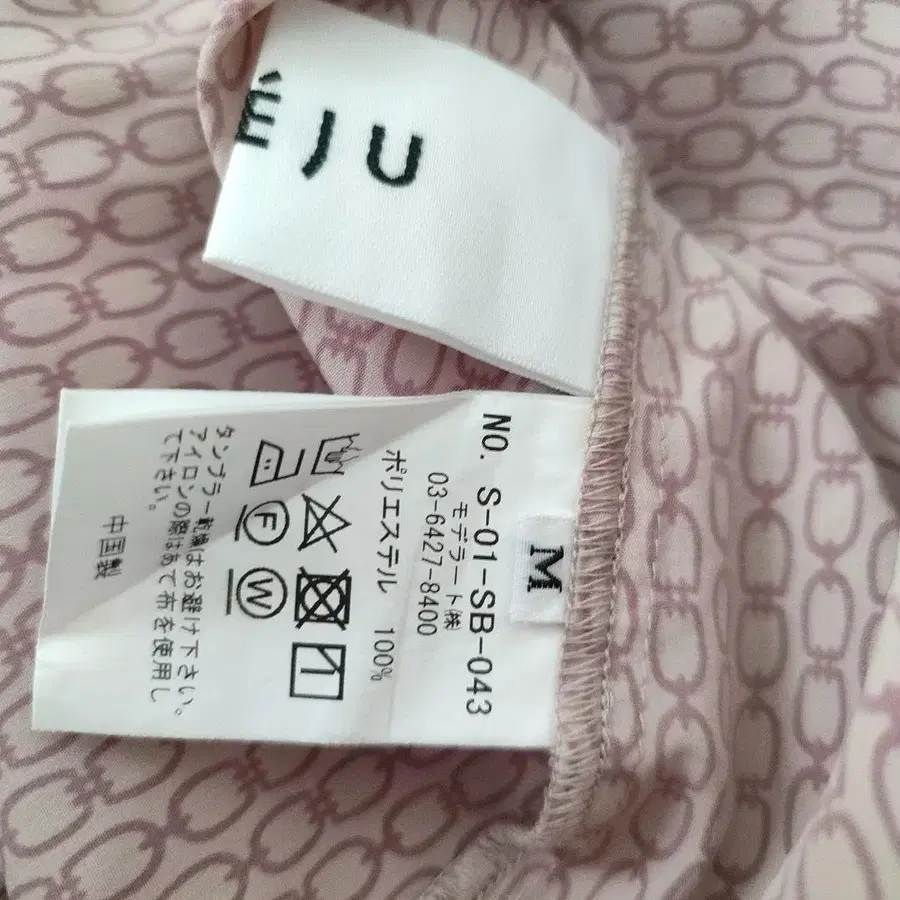 ÉJU
M
NO. S-01-SB-043
モデラート㈱
03-6427-8400
ポリエステル 100%
F
W
タンブラー乾燥はお避け下さい。
アイロンの際はあて布を使用し
て下さい。
中国製